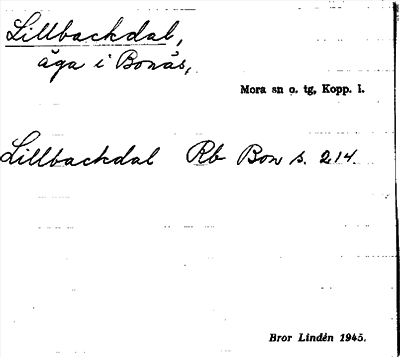 Lillbackdal,
äga i Bonäs,
Mora sn o. tg, Kopp. l.
Lillbackdal Rb Bon s. 214.
Bror Lindén 1945.